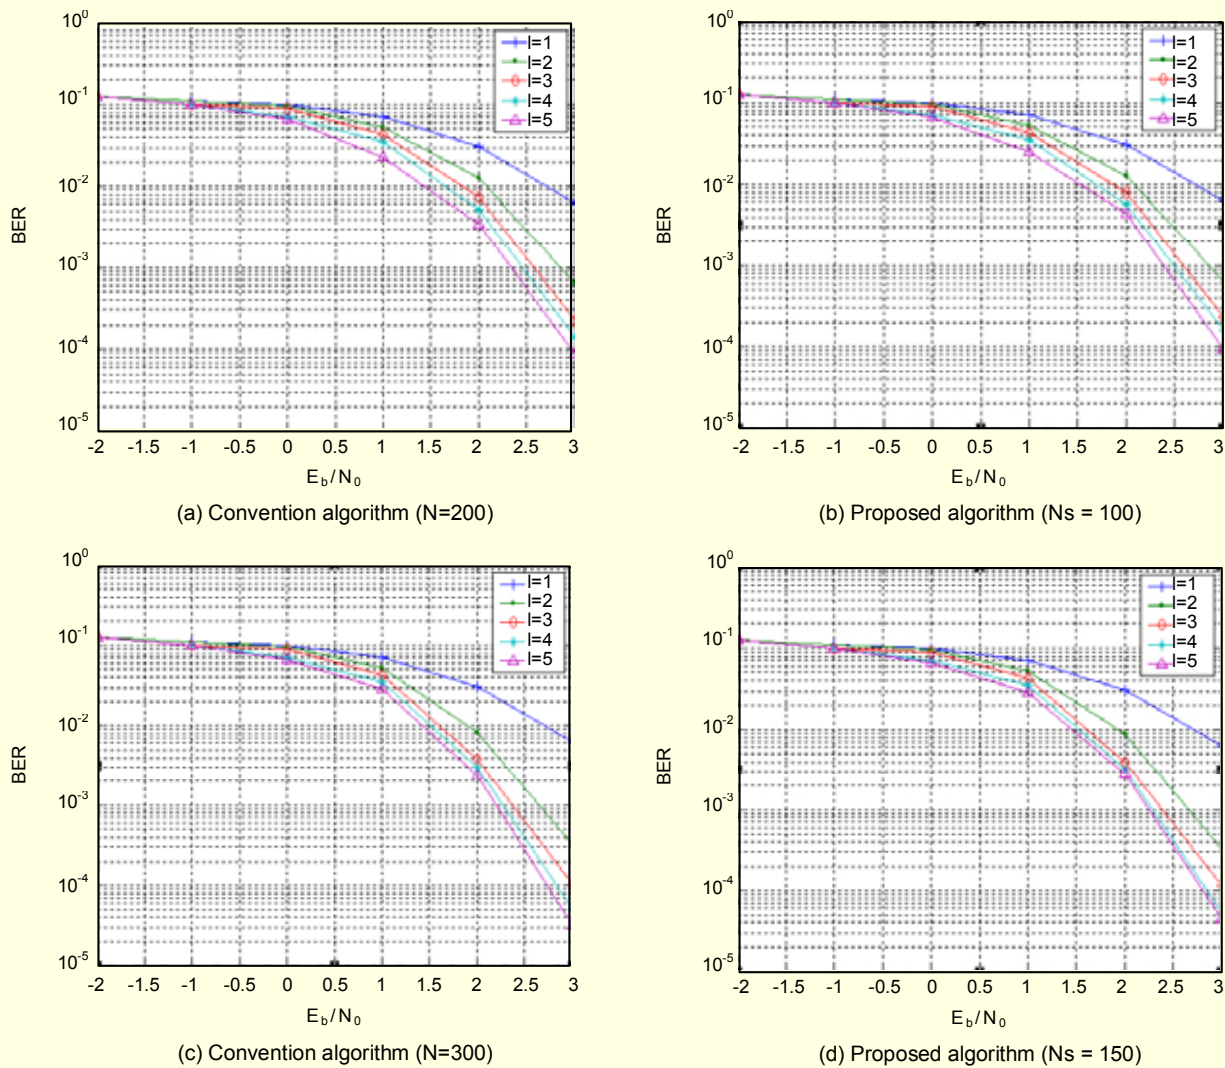 10^0
10^-1
10^-2
10^-3
10^-4
10^-5
BER
I=1
I=2
I=3
I=4
I=5
-2 -1.5 -1 -0.5 0 0.5 1 1.5 2 2.5 3
E_b/N_0
(a) Convention algorithm (N=200)
10^0
10^-1
10^-2
10^-3
10^-4
10^-5
BER
I=1
I=2
I=3
I=4
I=5
-2 -1.5 -1 -0.5 0 0.5 1 1.5 2 2.5 3
E_b/N_0
(b) Proposed algorithm (Ns = 100)
10^0
10^-1
10^-2
10^-3
10^-4
10^-5
BER
I=1
I=2
I=3
I=4
I=5
-2 -1.5 -1 -0.5 0 0.5 1 1.5 2 2.5 3
E_b/N_0
(c) Convention algorithm (N=300)
10^0
10^-1
10^-2
10^-3
10^-4
10^-5
BER
I=1
I=2
I=3
I=4
I=5
-2 -1.5 -1 -0.5 0 0.5 1 1.5 2 2.5 3
E_b/N_0
(d) Proposed algorithm (Ns = 150)